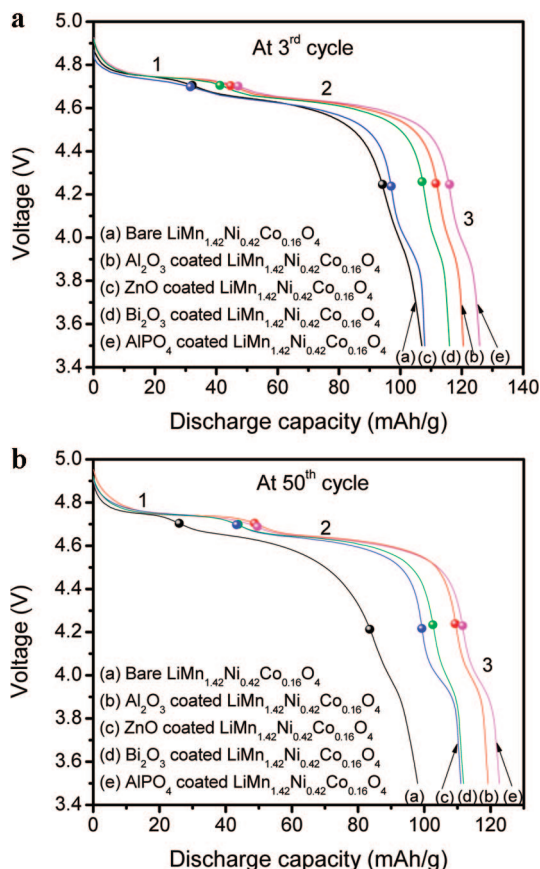 a
At 3rd cycle
1
2
3
5.0
4.8
4.6
4.4
4.2
4.0
3.8
3.6
3.4
Voltage (V)
(a) Bare LiMn1.42Ni0.42Co0.16O4
(b) Al2O3 coated LiMn1.42Ni0.42Co0.16O4
(c) ZnO coated LiMn1.42Ni0.42Co0.16O4
(d) Bi2O3 coated LiMn1.42Ni0.42Co0.16O4
(e) AlPO4 coated LiMn1.42Ni0.42Co0.16O4
(a) (c) (d) (b) (e)
0 20 40 60 80 100 120 140
Discharge capacity (mAh/g)
b
At 50th cycle
1
2
3
5.0
4.8
4.6
4.4
4.2
4.0
3.8
3.6
3.4
Voltage (V)
(a) Bare LiMn1.42Ni0.42Co0.16O4
(b) Al2O3 coated LiMn1.42Ni0.42Co0.16O4
(c) ZnO coated LiMn1.42Ni0.42Co0.16O4
(d) Bi2O3 coated LiMn1.42Ni0.42Co0.16O4
(e) AlPO4 coated LiMn1.42Ni0.42Co0.16O4
(a) (c) (d) (b) (e)
0 20 40 60 80 100 120
Discharge capacity (mAh/g)